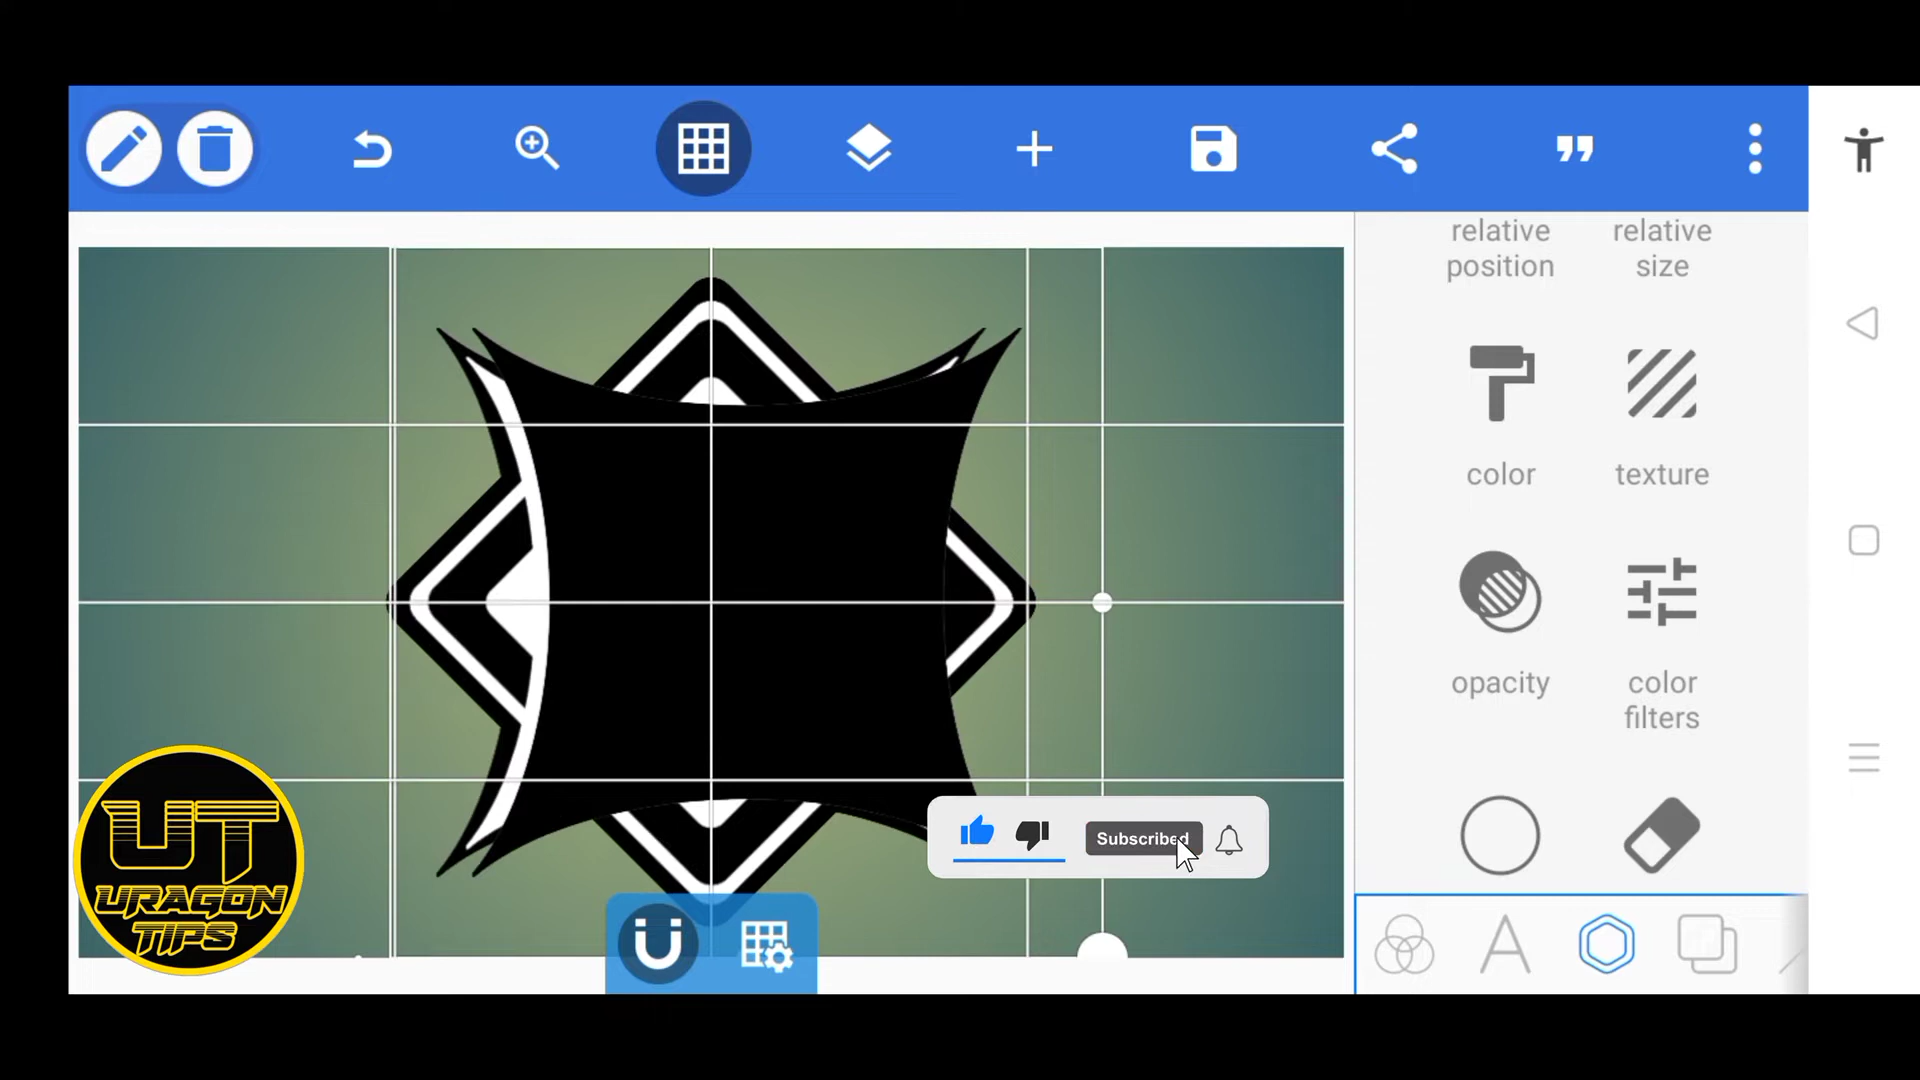 relative
position
relative
size
color
texture
opacity
color
filters
Subscribed
UT
URAGON
TIPS